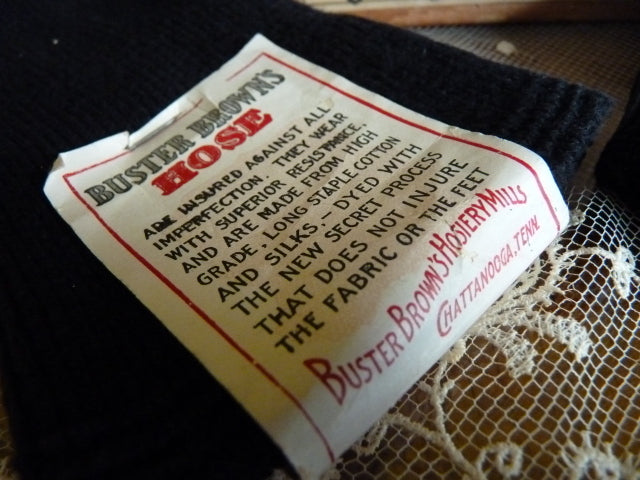 BUSTER BROWN'S
HOSE
ARE INSURED AGAINST ALL
IMPERFECTION - THEY WEAR
WITH SUPERIOR RESISTANCE.
AND ARE MADE FROM HIGH
GRADE - LONG STAPLE COTTON
AND SILKS - DYED WITH
THE NEW SECRET PROCESS
THAT DOES NOT INJURE
THE FABRIC OR THE FEET
BUSTER BROWN'S HOSIERY MILLS
CHATTANOOGA, TENN.